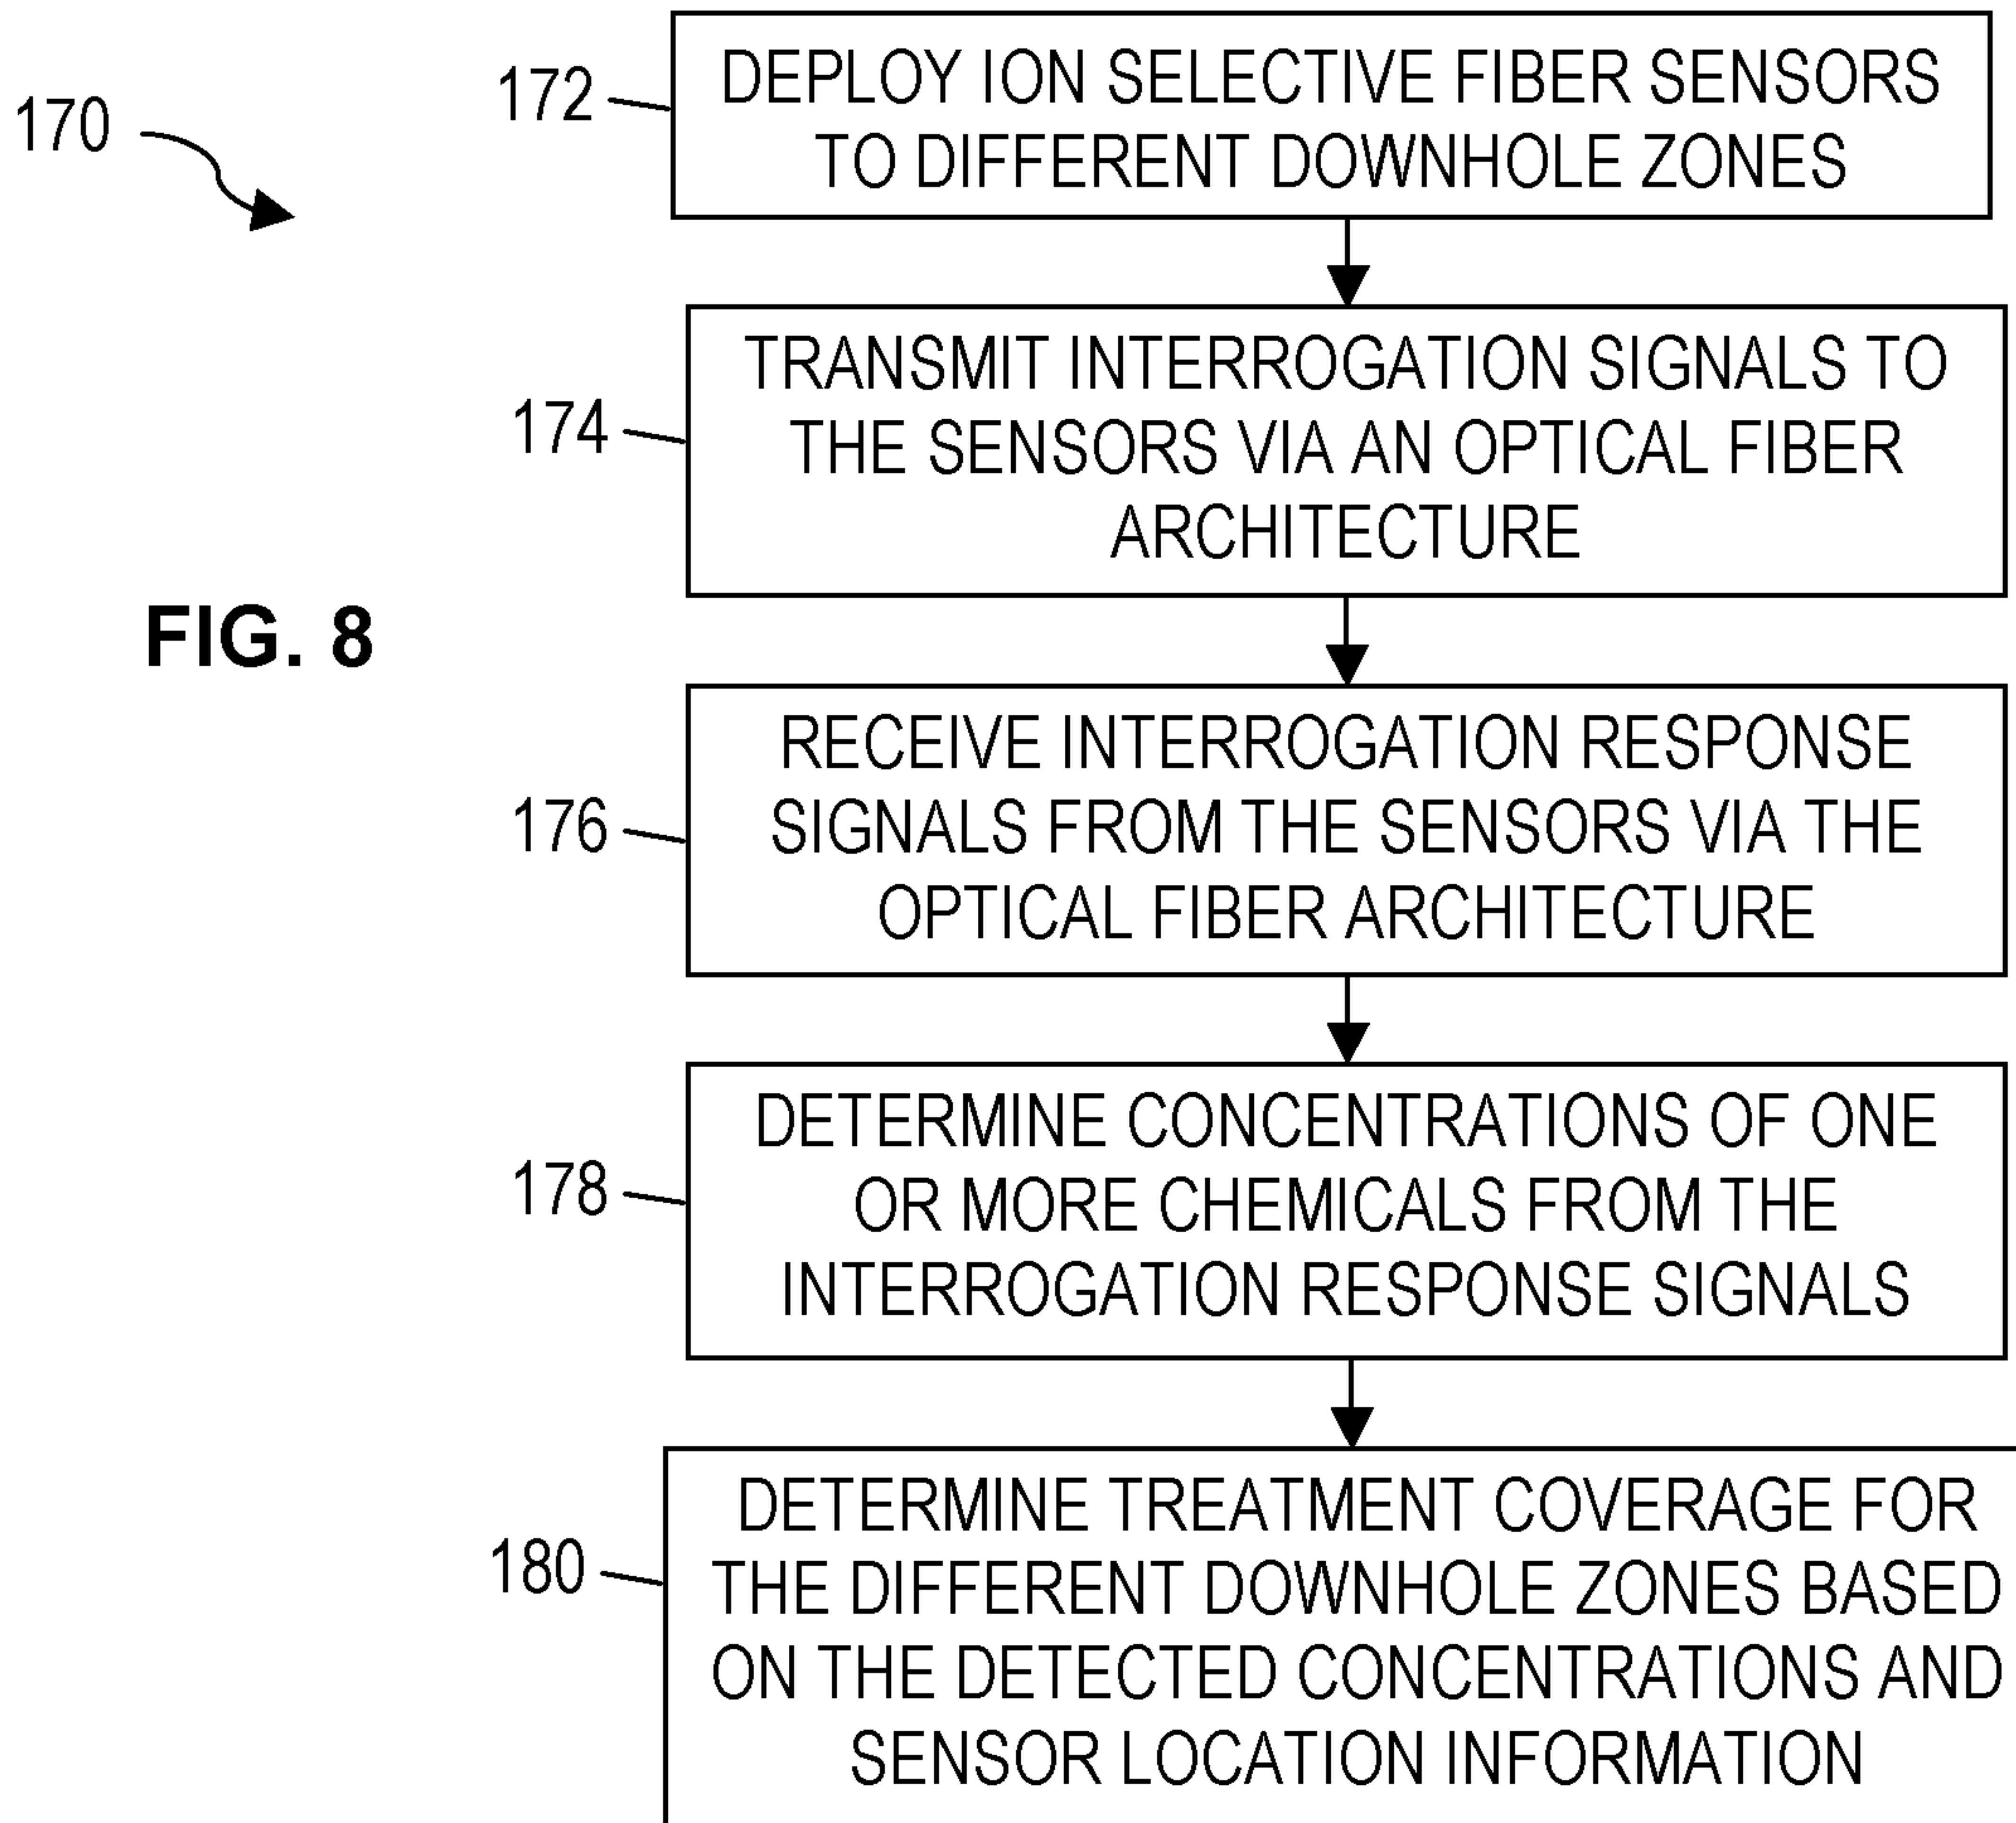 170
172
DEPLOY ION SELECTIVE FIBER SENSORS
TO DIFFERENT DOWNHOLE ZONES
174
TRANSMIT INTERROGATION SIGNALS TO
THE SENSORS VIA AN OPTICAL FIBER
ARCHITECTURE
FIG. 8
176
RECEIVE INTERROGATION RESPONSE
SIGNALS FROM THE SENSORS VIA THE
OPTICAL FIBER ARCHITECTURE
178
DETERMINE CONCENTRATIONS OF ONE
OR MORE CHEMICALS FROM THE
INTERROGATION RESPONSE SIGNALS
180
DETERMINE TREATMENT COVERAGE FOR
THE DIFFERENT DOWNHOLE ZONES BASED
ON THE DETECTED CONCENTRATIONS AND
SENSOR LOCATION INFORMATION